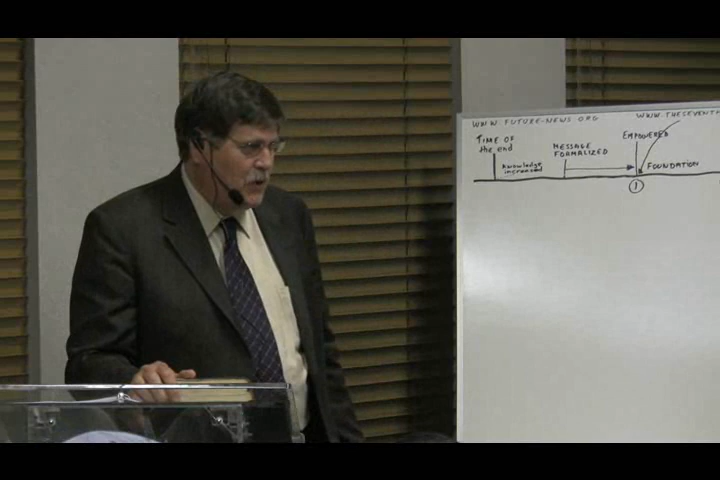 WWW.FUTURE-NEWS.ORG
WWW.THESEVENTH
TIME OF
the end
Knowledge
increased
MESSAGE
FORMALIZED
EMPOWERED
FOUNDATION
1